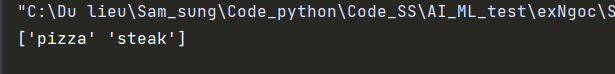 "C:\Du lieu\Sam_sung\Code_python\Code_SS\AI_ML_test\exNgoc\S
['pizza' 'steak']